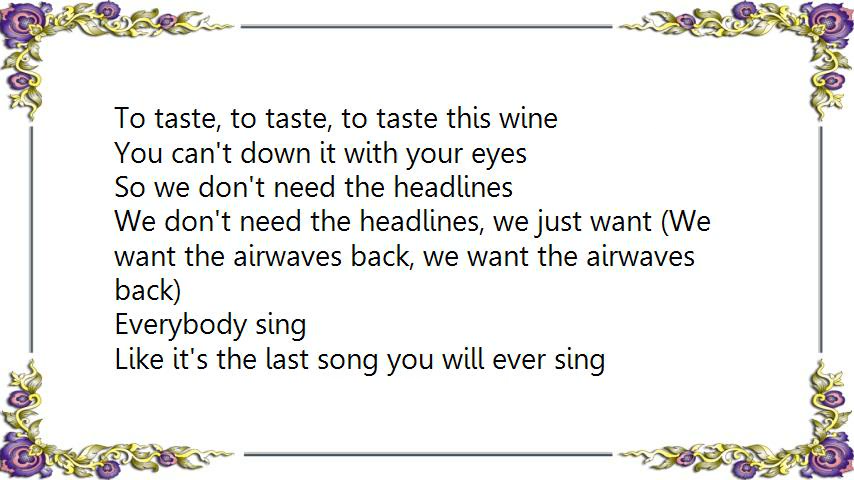 To taste, to taste, to taste this wine
You can't down it with your eyes
So we don't need the headlines
We don't need the headlines, we just want (We
want the airwaves back, we want the airwaves
back)
Everybody sing
Like it's the last song you will ever sing